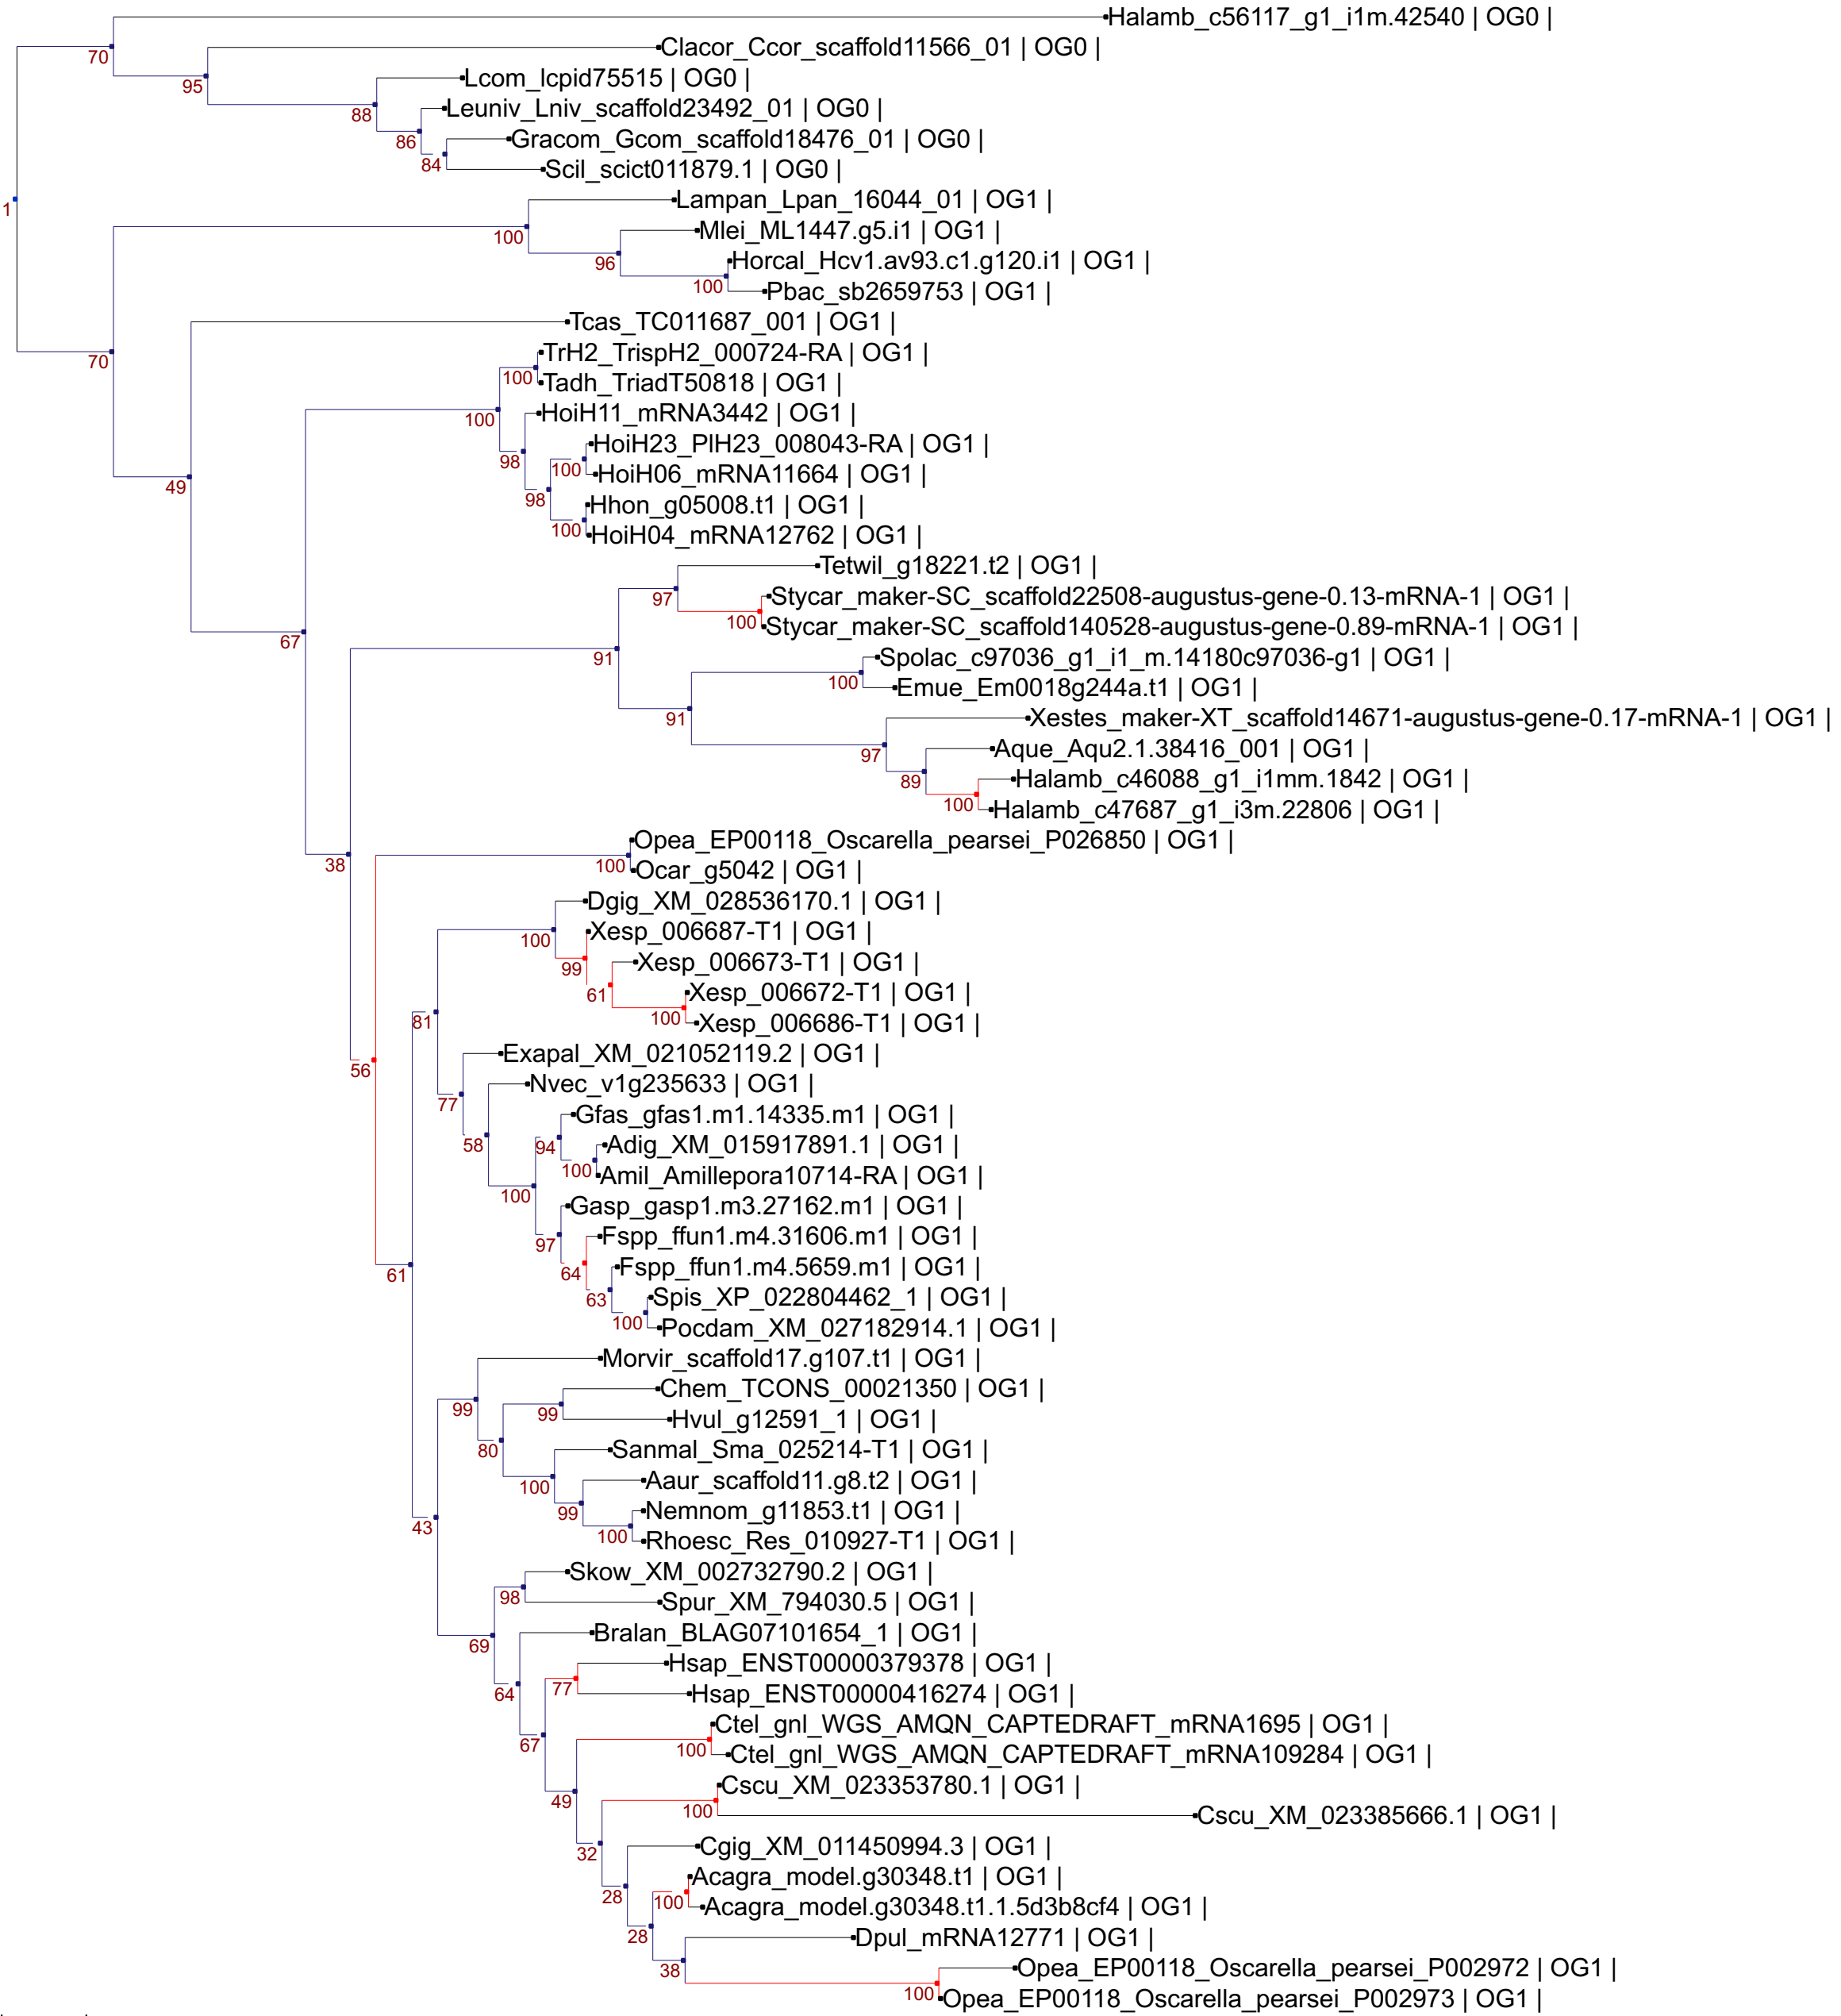 Halamb_c56117_g1_i1m.42540 | OG0 |
70
Clacor_Ccor_scaffold11566_01 | OG0 |
95
Lcom_lcpid75515 | OG0 |
88
Leuniv_Lniv_scaffold23492_01 | OG0 |
86
Gracom_Gcom_scaffold18476_01 | OG0 |
84
Scil_scict011879.1 | OG0 |
1
Lampan_Lpan_16044_01 | OG1 |
100
Mlei_ML1447.g5.i1 | OG1 |
96
Horcal_Hcv1.av93.c1.g120.i1 | OG1 |
100
Pbac_sb2659753 | OG1 |
Tcas_TC011687_001 | OG1 |
70
TrH2_TrispH2_000724-RA | OG1 |
100
Tadh_TriadT50818 | OG1 |
100
HoiH11_mRNA3442 | OG1 |
98
HoiH23_PlH23_008043-RA | OG1 |
100
HoiH06_mRNA11664 | OG1 |
49
98
Hhon_g05008.t1 | OG1 |
100
HoiH04_mRNA12762 | OG1 |
Tetwil_g18221.t2 | OG1 |
97
Stycar_maker-SC_scaffold22508-augustus-gene-0.13-mRNA-1 | OG1 |
100
Stycar_maker-SC_scaffold140528-augustus-gene-0.89-mRNA-1 | OG1 |
67
91
Spolac_c97036_g1_i1_m.14180c97036-g1 | OG1 |
100
Emue_Em0018g244a.t1 | OG1 |
91
Xestes_maker-XT_scaffold14671-augustus-gene-0.17-mRNA-1 | OG1 |
97
Aque_Aqu2.1.38416_001 | OG1 |
89
Halamb_c46088_g1_i1mm.1842 | OG1 |
100
Halamb_c47687_g1_i3m.22806 | OG1 |
Opea_EP00118_Oscarella_pearsei_P026850 | OG1 |
38
100
Ocar_g5042 | OG1 |
Dgig_XM_028536170.1 | OG1 |
100
Xesp_006687-T1 | OG1 |
99
Xesp_006673-T1 | OG1 |
61
Xesp_006672-T1 | OG1 |
100
81
Xesp_006686-T1 | OG1 |
Exapal_XM_021052119.2 | OG1 |
56
Nvec_v1g235633 | OG1 |
77
Gfas_gfas1.m1.14335.m1 | OG1 |
58
94
Adig_XM_015917891.1 | OG1 |
100
Amil_Amillepora10714-RA | OG1 |
100
Gasp_gasp1.m3.27162.m1 | OG1 |
Fspp_ffun1.m4.31606.m1 | OG1 |
97
Fspp_ffun1.m4.5659.m1 | OG1 |
61
64
Spis_XP_022804462_1 | OG1 |
63
100
Pocdam_XM_027182914.1 | OG1 |
Morvir_scaffold17.g107.t1 | OG1 |
Chem_TCONS_00021350 | OG1 |
99
99
Hvul_g12591_1 | OG1 |
80
Sanmal_Sma_025214-T1 | OG1 |
100
Aaur_scaffold11.g8.t2 | OG1 |
99
Nemnom_g11853.t1 | OG1 |
43
100
Rhoesc_Res_010927-T1 | OG1 |
Skow_XM_002732790.2 | OG1 |
98
Spur_XM_794030.5 | OG1 |
69
Bralan_BLAG07101654_1 | OG1 |
Hsap_ENST00000379378 | OG1 |
64
77
Hsap_ENST00000416274 | OG1 |
Ctel_gnl_WGS_AMQN_CAPTEDRAFT_mRNA1695 | OG1 |
67
100
Ctel_gnl_WGS_AMQN_CAPTEDRAFT_mRNA109284 | OG1 |
Cscu_XM_023353780.1 | OG1 |
49
100
Cscu_XM_023385666.1 | OG1 |
32
Cgig_XM_011450994.3 | OG1 |
Acagra_model.g30348.t1 | OG1 |
28
100
Acagra_model.g30348.t1.1.5d3b8cf4 | OG1 |
28
Dpul_mRNA12771 | OG1 |
38
Opea_EP00118_Oscarella_pearsei_P002972 | OG1 |
100
Opea_EP00118_Oscarella_pearsei_P002973 | OG1 |